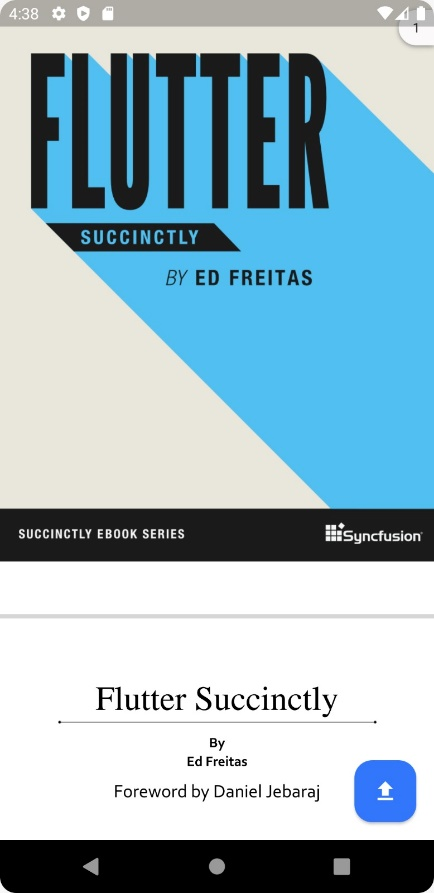 4:38
1
FLUTTER
SUCCINCTLY
BY ED FREITAS
SUCCINCTLY EBOOK SERIES
Syncfusion
Flutter Succinctly
By
Ed Freitas
Foreword by Daniel Jebaraj